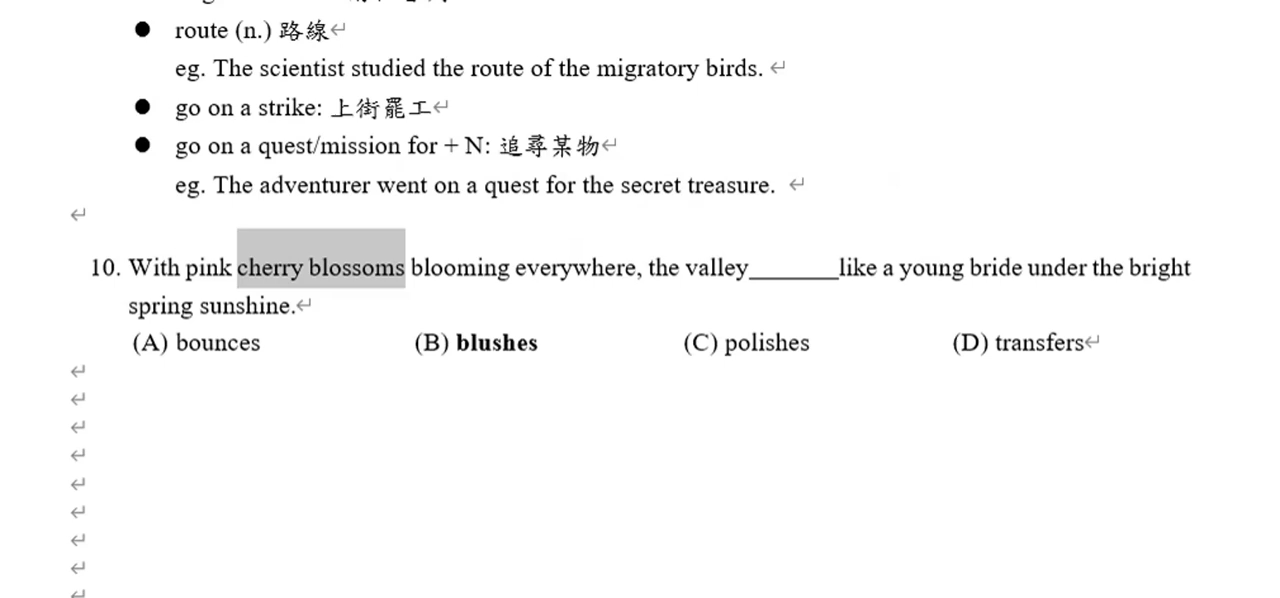 route (n.) 路線
eg. The scientist studied the route of the migratory birds.
go on a strike: 上街罷工
go on a quest/mission for + N: 追尋某物
eg. The adventurer went on a quest for the secret treasure.
10. With pink cherry blossoms blooming everywhere, the valley_______like a young bride under the bright
spring sunshine.
(A) bounces (B) blushes (C) polishes (D) transfers